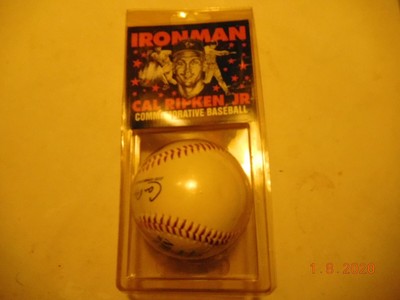 IRONMAN
CAL RIPKEN, JR
COMMEMORATIVE BASEBALL
1.8.2020